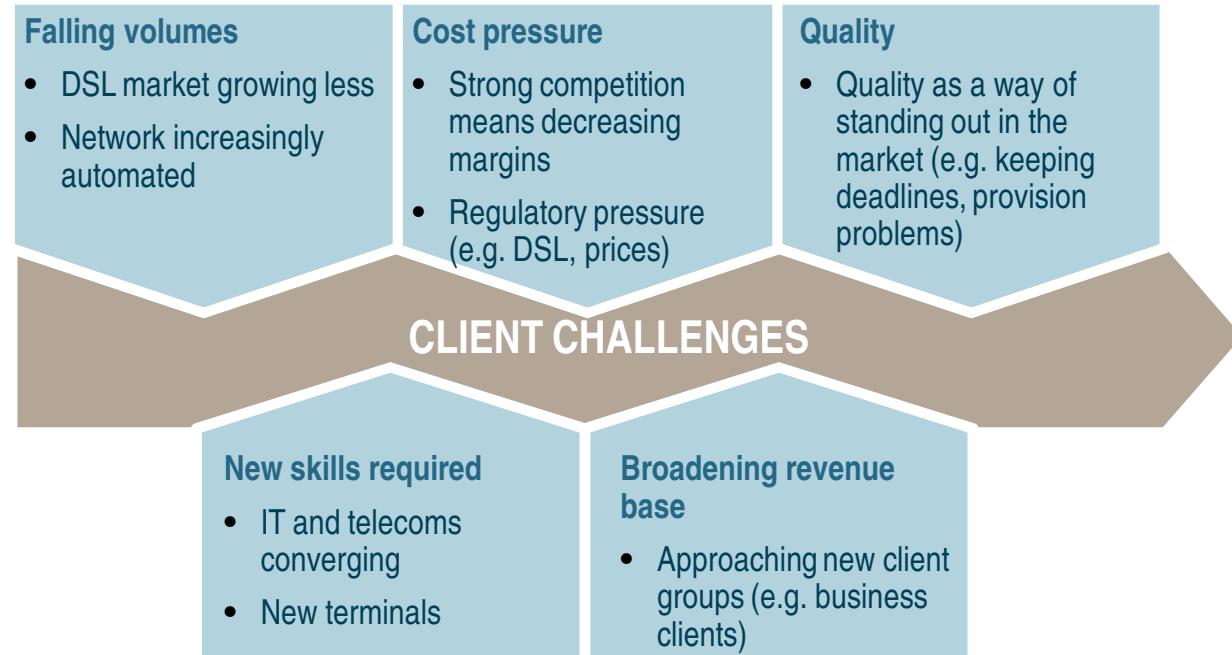 Falling volumes
• DSL market growing less
• Network increasingly
automated
Cost pressure
• Strong competition
means decreasing
margins
• Regulatory pressure
(e.g. DSL, prices)
Quality
• Quality as a way of
standing out in the
market (e.g. keeping
deadlines, provision
problems)
CLIENT CHALLENGES
New skills required
• IT and telecoms
converging
• New terminals
Broadening revenue
base
• Approaching new client
groups (e.g. business
clients)